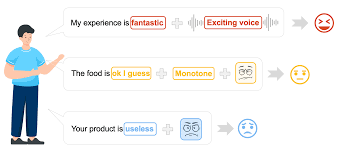 My experience is fantastic Exciting voice
The food is ok I guess Monotone
Your product is useless